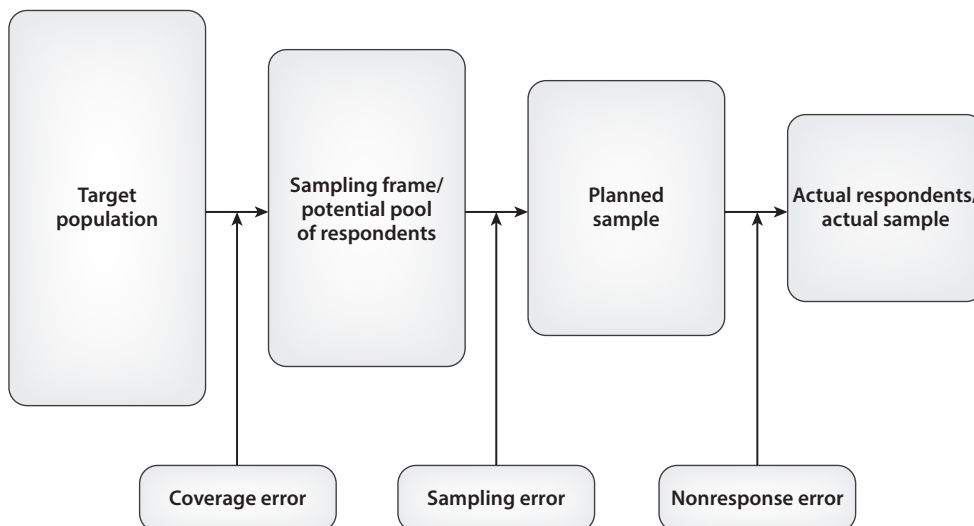 Target
population
Sampling frame/
potential pool
of respondents
Planned
sample
Actual respondents/
actual sample
Coverage error
Sampling error
Nonresponse error